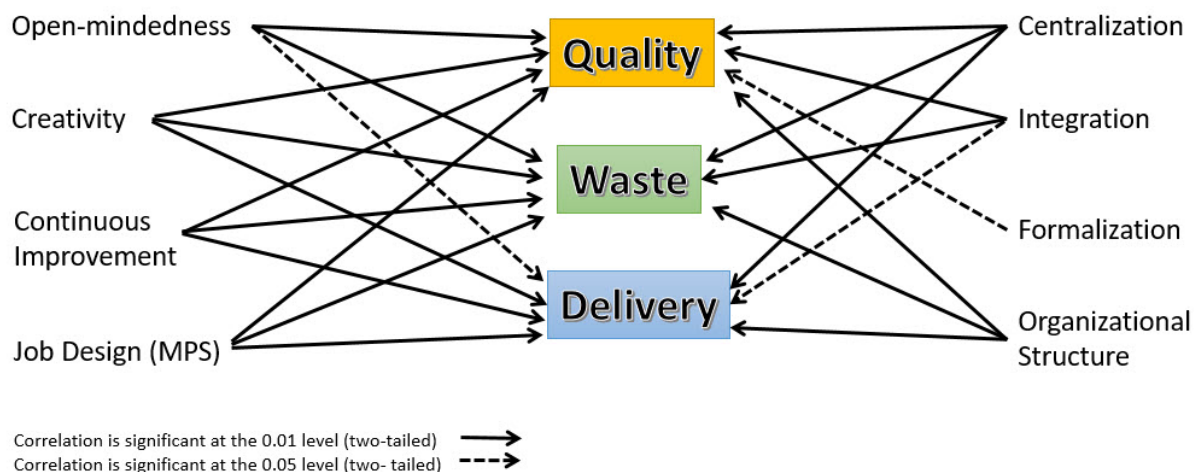 Open-mindedness
Creativity
Continuous
Improvement
Job Design (MPS)
Quality
Waste
Delivery
Centralization
Integration
Formalization
Organizational
Structure
Correlation is significant at the 0.01 level (two-tailed)
Correlation is significant at the 0.05 level (two- tailed)